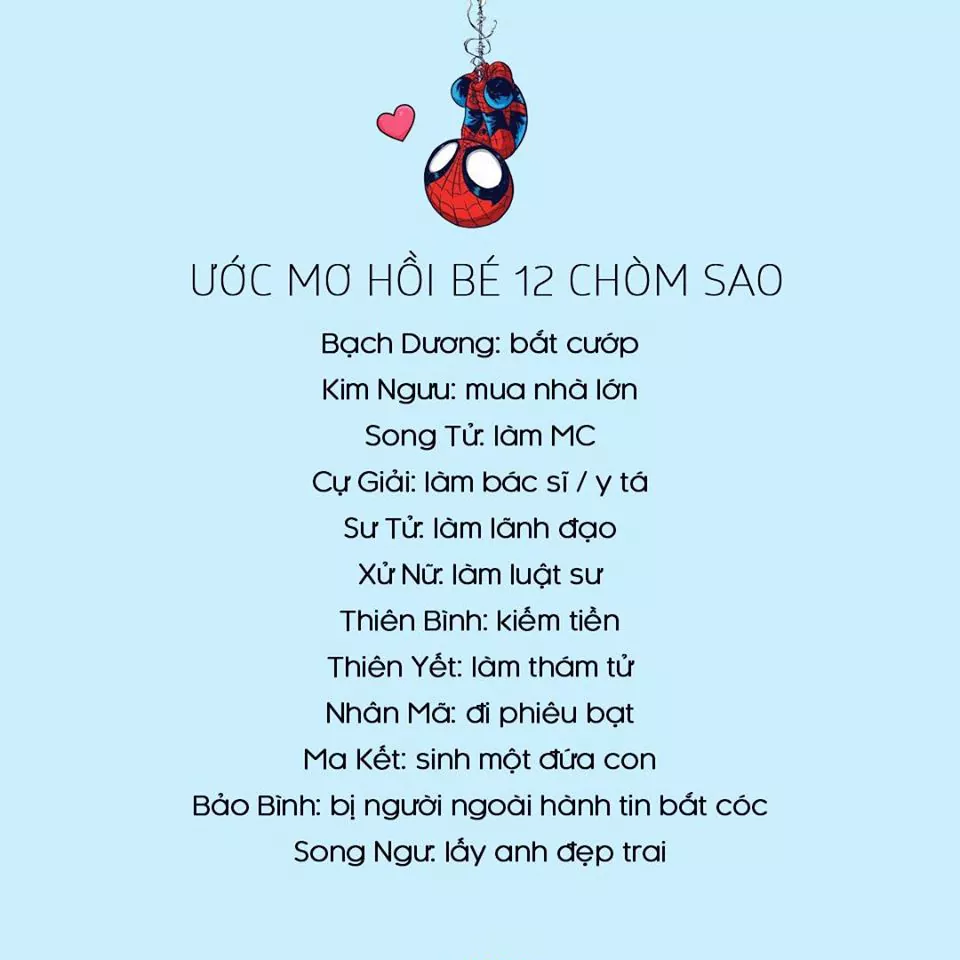 ƯỚC MƠ HỒI BÉ 12 CHÒM SAO
Bạch Dương: bắt cướp
Kim Ngưu: mua nhà lớn
Song Tử: làm MC
Cự Giải: làm bác sĩ / y tá
Sư Tử: làm lãnh đạo
Xử Nữ: làm luật sư
Thiên Bình: kiếm tiền
Thiên Yết: làm thám tử
Nhân Mã: đi phiêu bạt
Ma Kết: sinh một đứa con
Bảo Bình: bị người ngoài hành tin bắt cóc
Song Ngư: lấy anh đẹp trai